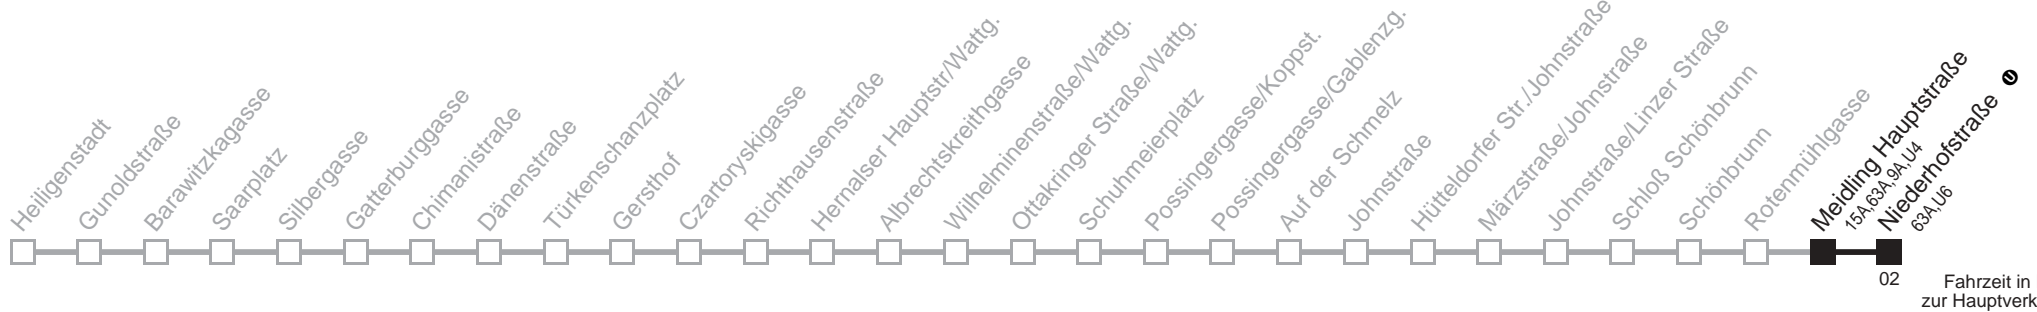 Heiligenstadt
Gunoldstraße
Barawitzkagasse
Saarplatz
Silbergasse
Gatterburggasse
Chimanistraße
Dänenstraße
Türkenschanzplatz
Gersthof
Czartoryskigasse
Richthausenstraße
Hernalser Hauptstr/Wattg.
Albrechtskreithgasse
Wilhelminenstraße/Wattg.
Ottakringer Straße/Wattg.
Schuhmeierplatz
Possingergasse/Koppst.
Possingergasse/Gablenzg.
Auf der Schmelz
Johnstraße
Hütteldorfer Str./Johnstraße
Märzstraße/Johnstraße
Johnstraße/Linzer Straße
Schloß Schönbrunn
Schönbrunn
Rotenmühlgasse
Meidling Hauptstraße
15A,63A,9A,U4
Niederhofstraße U
63A,U6
02
Fahrzeit in
zur Hauptverk